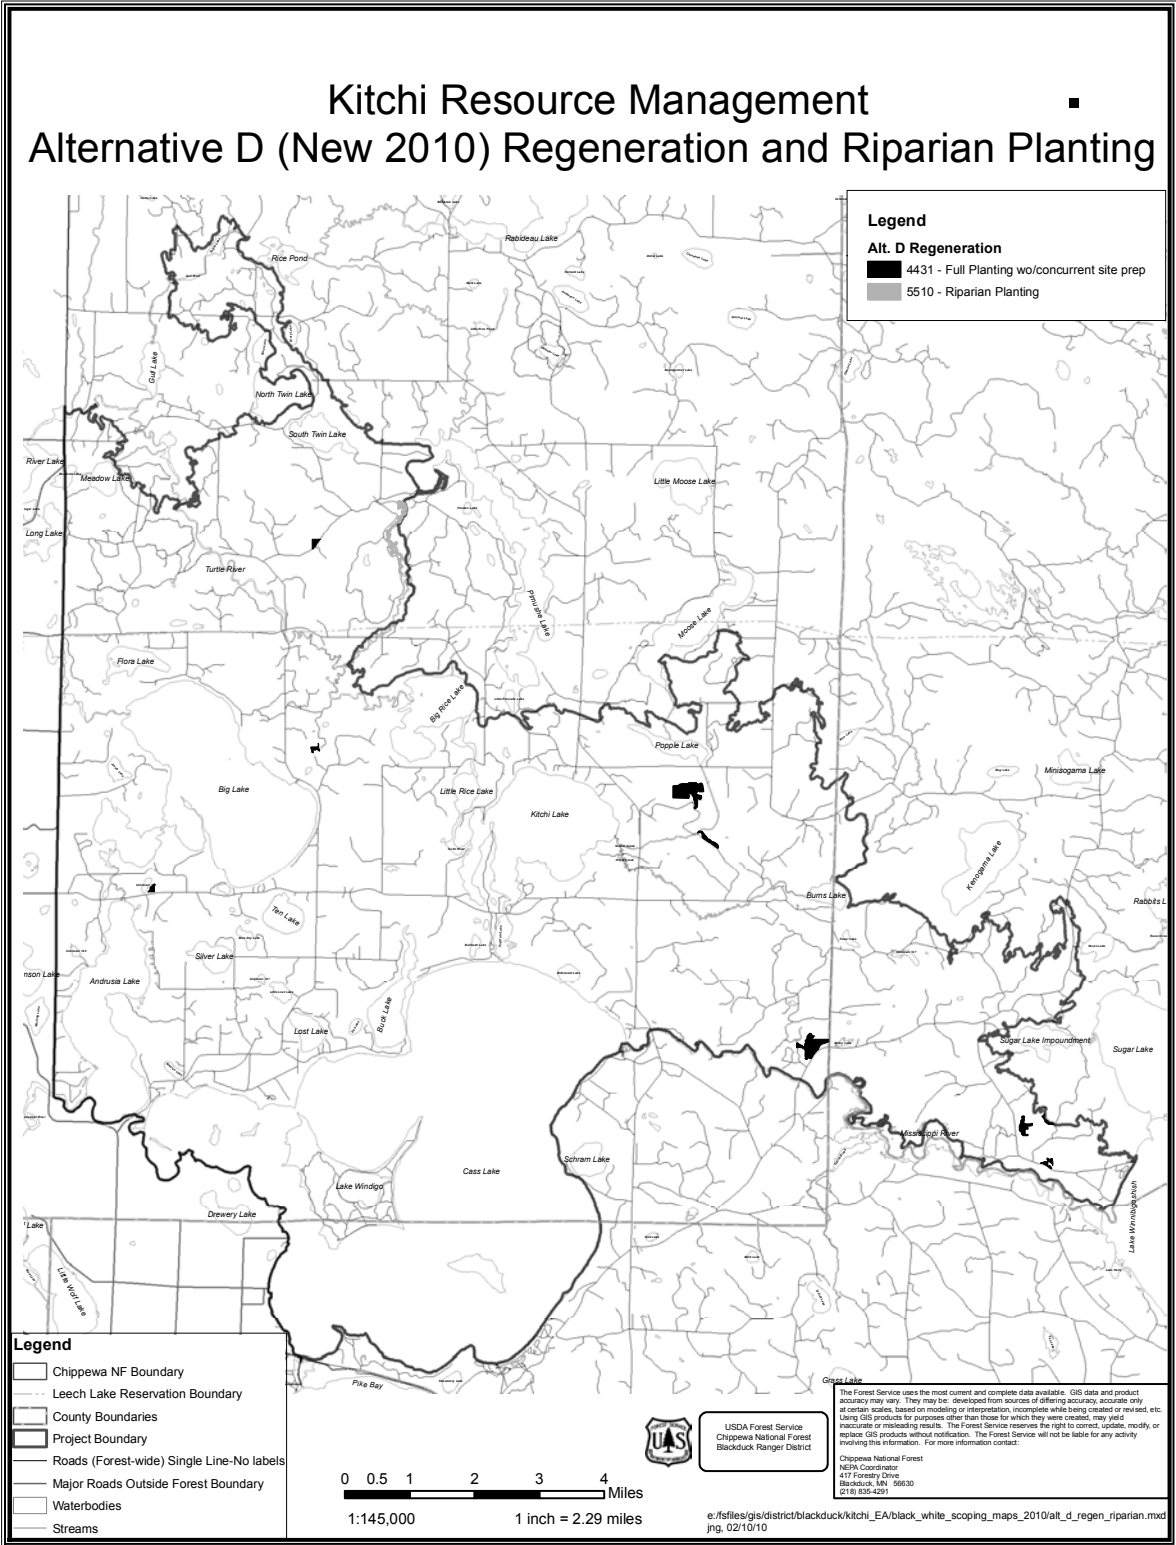 Kitchi Resource Management
Alternative D (New 2010) Regeneration and Riparian Planting
Legend
Alt. D Regeneration
4431 - Full Planting wo/concurrent site prep
5510 - Riparian Planting
Rabideau Lake
Rice Pond
Gull Lake
North Twin Lake
South Twin Lake
River Lake
Meadow Lake
Little Moose Lake
Long Lake
Turtle River
Pimushe Lake
Moose Lake
Flora Lake
Big Rice Lake
Popple Lake
Minisogama Lake
Big Lake
Little Rice Lake
Kitchi Lake
Kenogama Lake
Burns Lake
Rabbits L
Ten Lake
Silver Lake
nson Lake
Andrusia Lake
Buck Lake
Lost Lake
Sugar Lake Impoundment
Sugar Lake
Mississippi River
Schram Lake
Cass Lake
Lake Windigo
Drewery Lake
Lake Winnibigoshish
Lake
Little Wolf Lake
Pike Bay
Grass Lake
Legend
Chippewa NF Boundary
Leech Lake Reservation Boundary
County Boundaries
Project Boundary
Roads (Forest-wide) Single Line-No labels
Major Roads Outside Forest Boundary
Waterbodies
Streams
0 0.5 1 2 3 4
Miles
1:145,000 1 inch = 2.29 miles
FOREST SERVICE
U S
DEPARTMENT OF AGRICULTURE
USDA Forest Service
Chippewa National Forest
Blackduck Ranger District
The Forest Service uses the most current and complete data available. GIS data and product
accuracy may vary. They may be: developed from sources of differing accuracy, accurate only
at certain scales, based on modeling or interpretation, incomplete while being created or revised, etc.
Using GIS products for purposes other than those for which they were created, may yield
inaccurate or misleading results. The Forest Service reserves the right to correct, update, modify, or
replace GIS products without notification. The Forest Service will not be liable for any activity
involving this information. For more information contact:
Chippewa National Forest
NEPA Coordinator
417 Forestry Drive
Blackduck, MN 56630
(218) 835-4291
e:/fsfiles/gis/district/blackduck/kitchi_EA/black_white_scoping_maps_2010/alt_d_regen_riparian.mxd
jng, 02/10/10